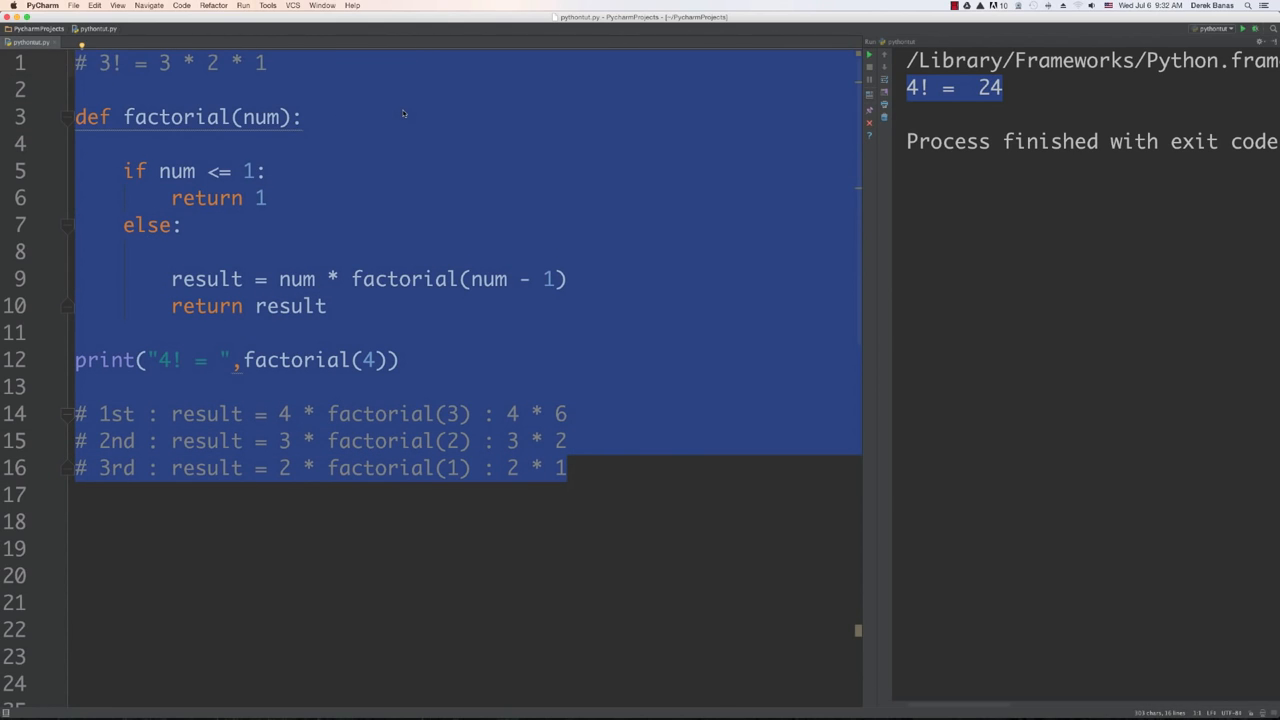 PyCharm File Edit View Navigate Code Refactor Run Tools VCS Window Help
10 Wed Jul 6 9:32 AM Derek Banas
pythontut.py - PycharmProjects - [~/PycharmProjects]
PycharmProjects pythontut.py pythontut
pythontut.py Run pythontut
1 # 3! = 3 * 2 * 1
2
3 def factorial(num):
4
5 if num <= 1:
6 return 1
7 else:
8
9 result = num * factorial(num - 1)
10 return result
11
12 print("4! = ",factorial(4))
13
14 # 1st : result = 4 * factorial(3) : 4 * 6
15 # 2nd : result = 3 * factorial(2) : 3 * 2
16 # 3rd : result = 2 * factorial(1) : 2 * 1
17
18
19
20
21
22
23
24
/Library/Frameworks/Python.fram
4! =  24
Process finished with exit code
303 chars, 16 lines 1:1 LF÷ UTF-8÷